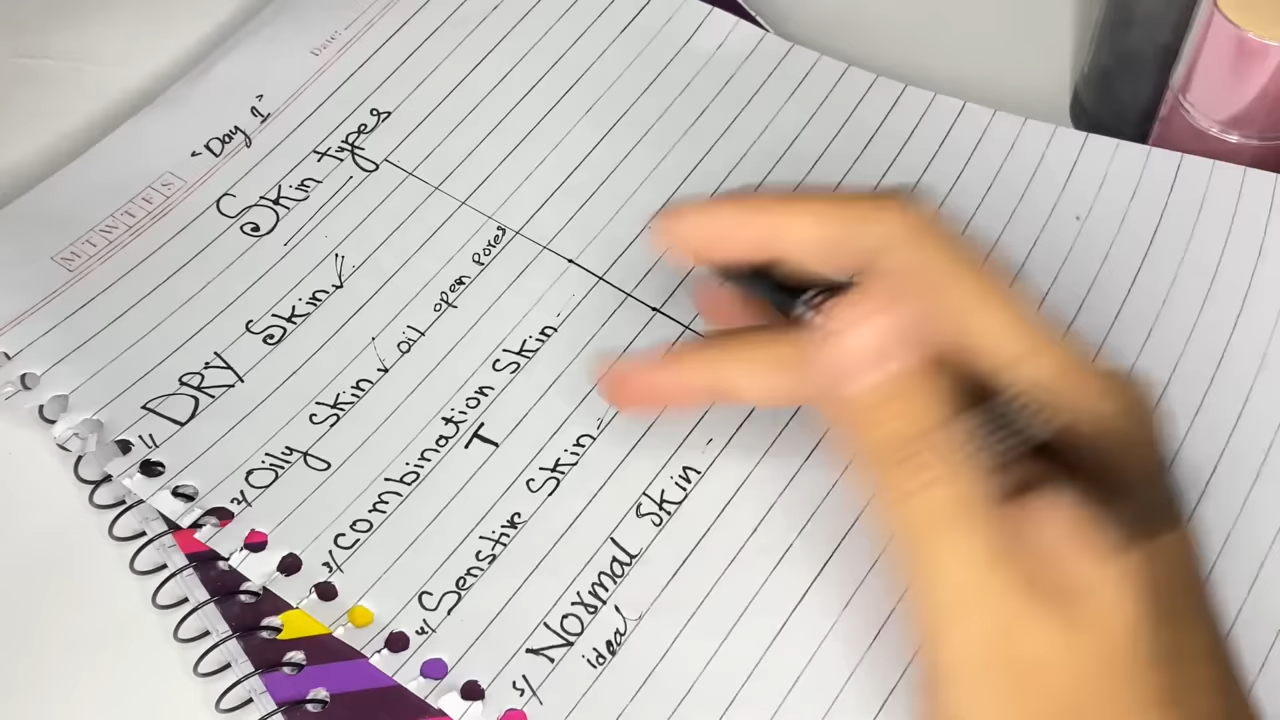 Date:
M T W T F S
"Day 1"
Skin types
1/ DRY Skin ✓.
2/ Oily Skin ✓ oil open pores
3/ Combination Skin -
T
4/ Senstive Skin -
5/ Normal Skin -
ideal